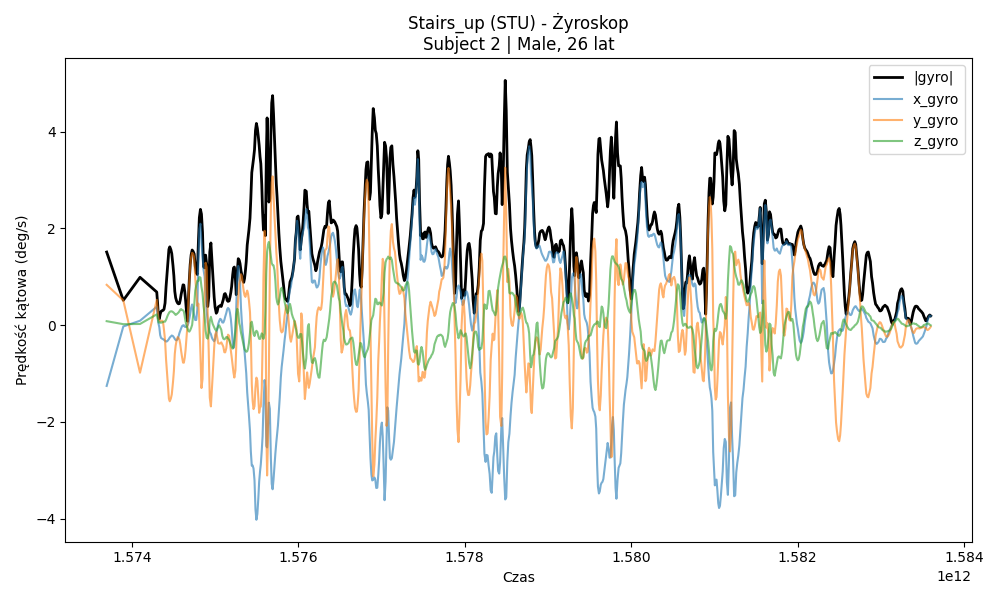 Stairs_up (STU) - Żyroskop
Subject 2 | Male, 26 lat
|gyro|
x_gyro
y_gyro
z_gyro
Prędkość kątowa (deg/s)
4
2
0
−2
−4
1.574
1.576
1.578
1.580
1.582
1.584
1e12
Czas